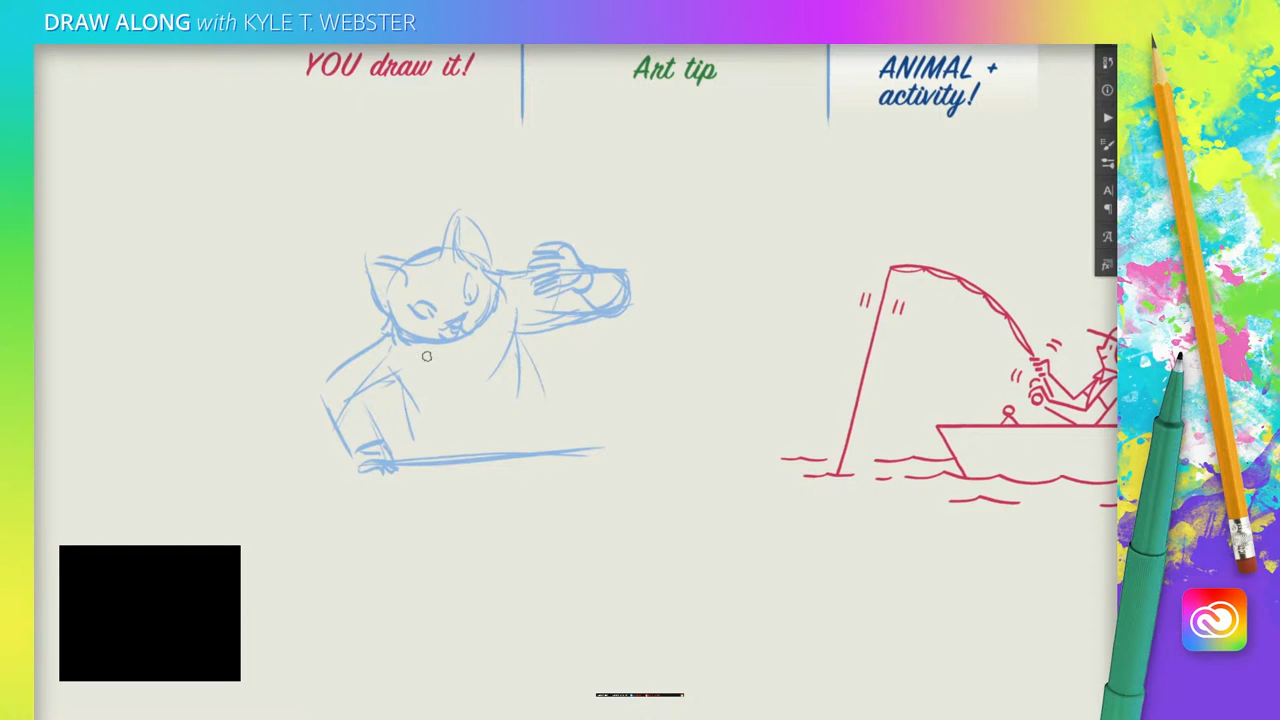 DRAW ALONG with KYLE T. WEBSTER
YOU draw it!
Art tip
ANIMAL +
activity!